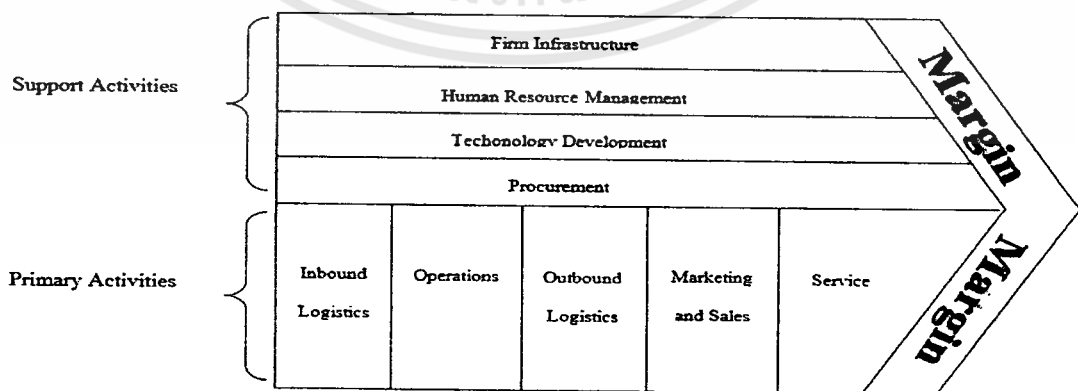 Firm Infrastructure
Support Activities
Human Resource Management
Techonology Development
Procurement
Margin
Primary Activities
Inbound
Logistics
Operations
Outbound
Logistics
Marketing
and Sales
Service
Margin